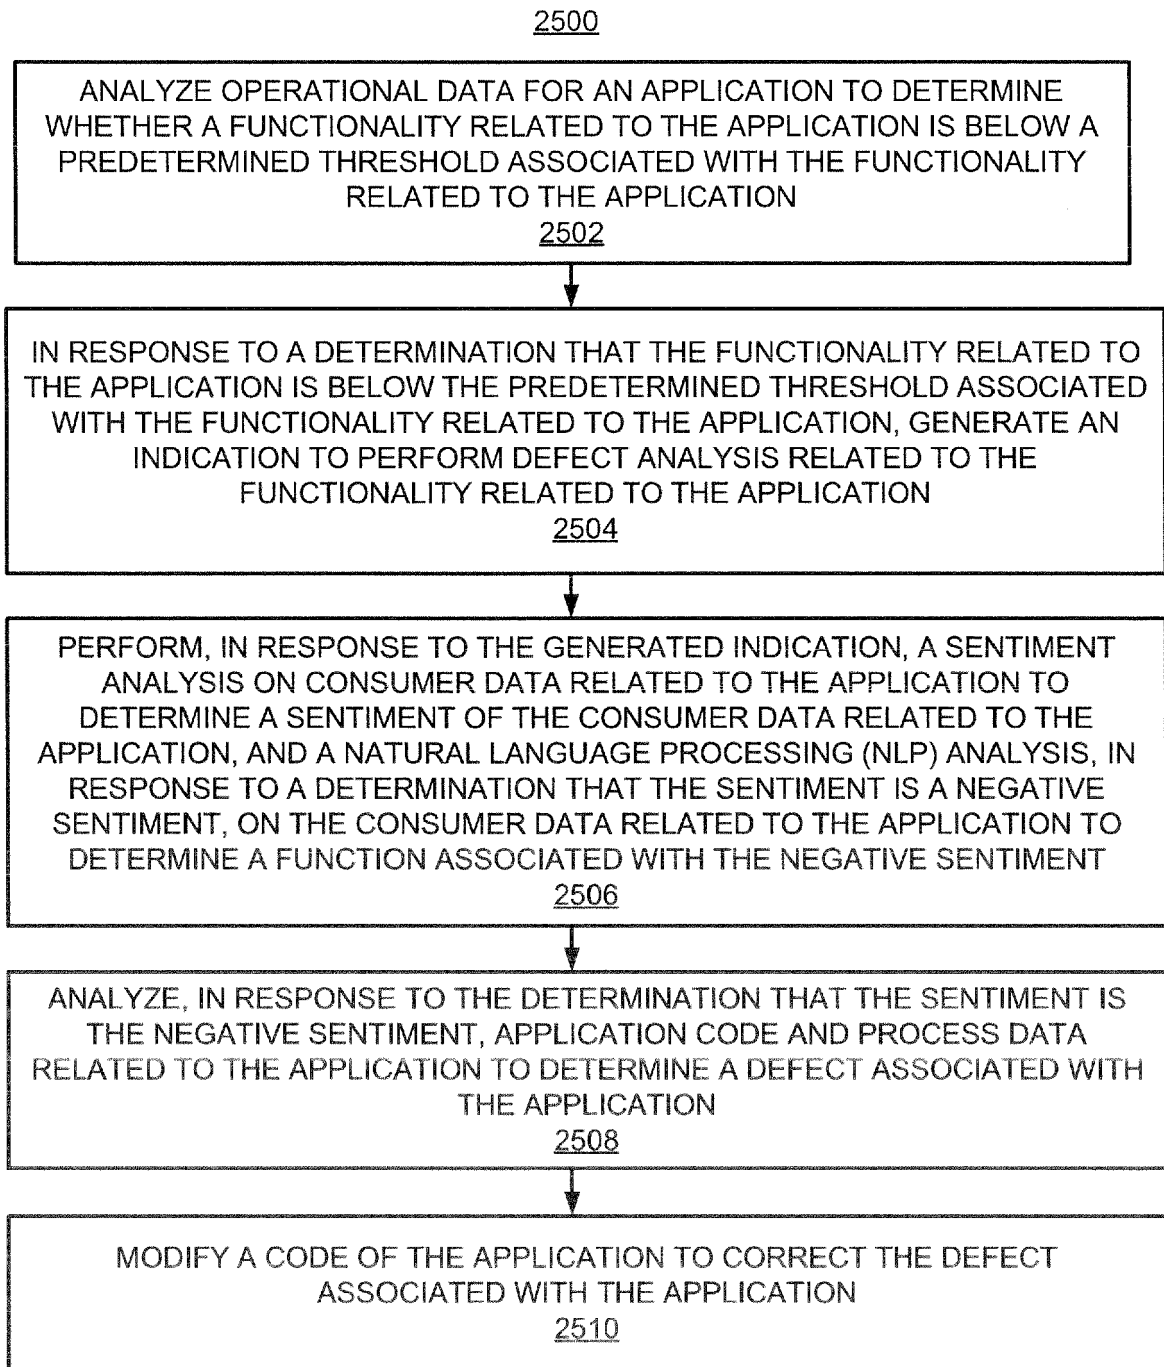 2500
ANALYZE OPERATIONAL DATA FOR AN APPLICATION TO DETERMINE
WHETHER A FUNCTIONALITY RELATED TO THE APPLICATION IS BELOW A
PREDETERMINED THRESHOLD ASSOCIATED WITH THE FUNCTIONALITY
RELATED TO THE APPLICATION
2502
IN RESPONSE TO A DETERMINATION THAT THE FUNCTIONALITY RELATED TO
THE APPLICATION IS BELOW THE PREDETERMINED THRESHOLD ASSOCIATED
WITH THE FUNCTIONALITY RELATED TO THE APPLICATION, GENERATE AN
INDICATION TO PERFORM DEFECT ANALYSIS RELATED TO THE
FUNCTIONALITY RELATED TO THE APPLICATION
2504
PERFORM, IN RESPONSE TO THE GENERATED INDICATION, A SENTIMENT
ANALYSIS ON CONSUMER DATA RELATED TO THE APPLICATION TO
DETERMINE A SENTIMENT OF THE CONSUMER DATA RELATED TO THE
APPLICATION, AND A NATURAL LANGUAGE PROCESSING (NLP) ANALYSIS, IN
RESPONSE TO A DETERMINATION THAT THE SENTIMENT IS A NEGATIVE
SENTIMENT, ON THE CONSUMER DATA RELATED TO THE APPLICATION TO
DETERMINE A FUNCTION ASSOCIATED WITH THE NEGATIVE SENTIMENT
2506
ANALYZE, IN RESPONSE TO THE DETERMINATION THAT THE SENTIMENT IS
THE NEGATIVE SENTIMENT, APPLICATION CODE AND PROCESS DATA
RELATED TO THE APPLICATION TO DETERMINE A DEFECT ASSOCIATED WITH
THE APPLICATION
2508
MODIFY A CODE OF THE APPLICATION TO CORRECT THE DEFECT
ASSOCIATED WITH THE APPLICATION
2510